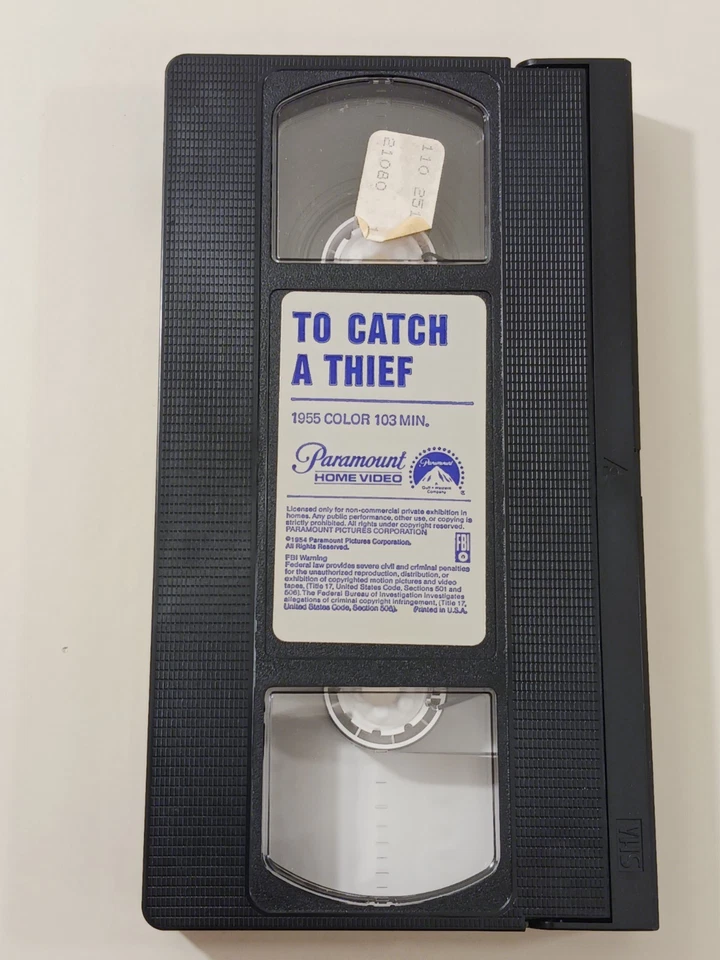 110 251
21080
TO CATCH
A THIEF
1955 COLOR 103 MIN.
Paramount
HOME VIDEO
Paramount
Gulf + Western
Company
®
Licensed only for non-commercial private exhibition in
homes. Any public performance, other use, or copying is
strictly prohibited. All rights under copyright reserved.
PARAMOUNT PICTURES CORPORATION
©1954 Paramount Pictures Corporation.
All Rights Reserved.
FBI
FBI Warning
Federal law provides severe civil and criminal penalties
for the unauthorized reproduction, distribution, or
exhibition of copyrighted motion pictures and video
tapes. (Title 17, United States Code, Sections 501 and
506). The Federal Bureau of Investigation investigates
allegations of criminal copyright infringement, (Title 17,
United States Code, Section 506).
Printed in U.S.A.
VHS